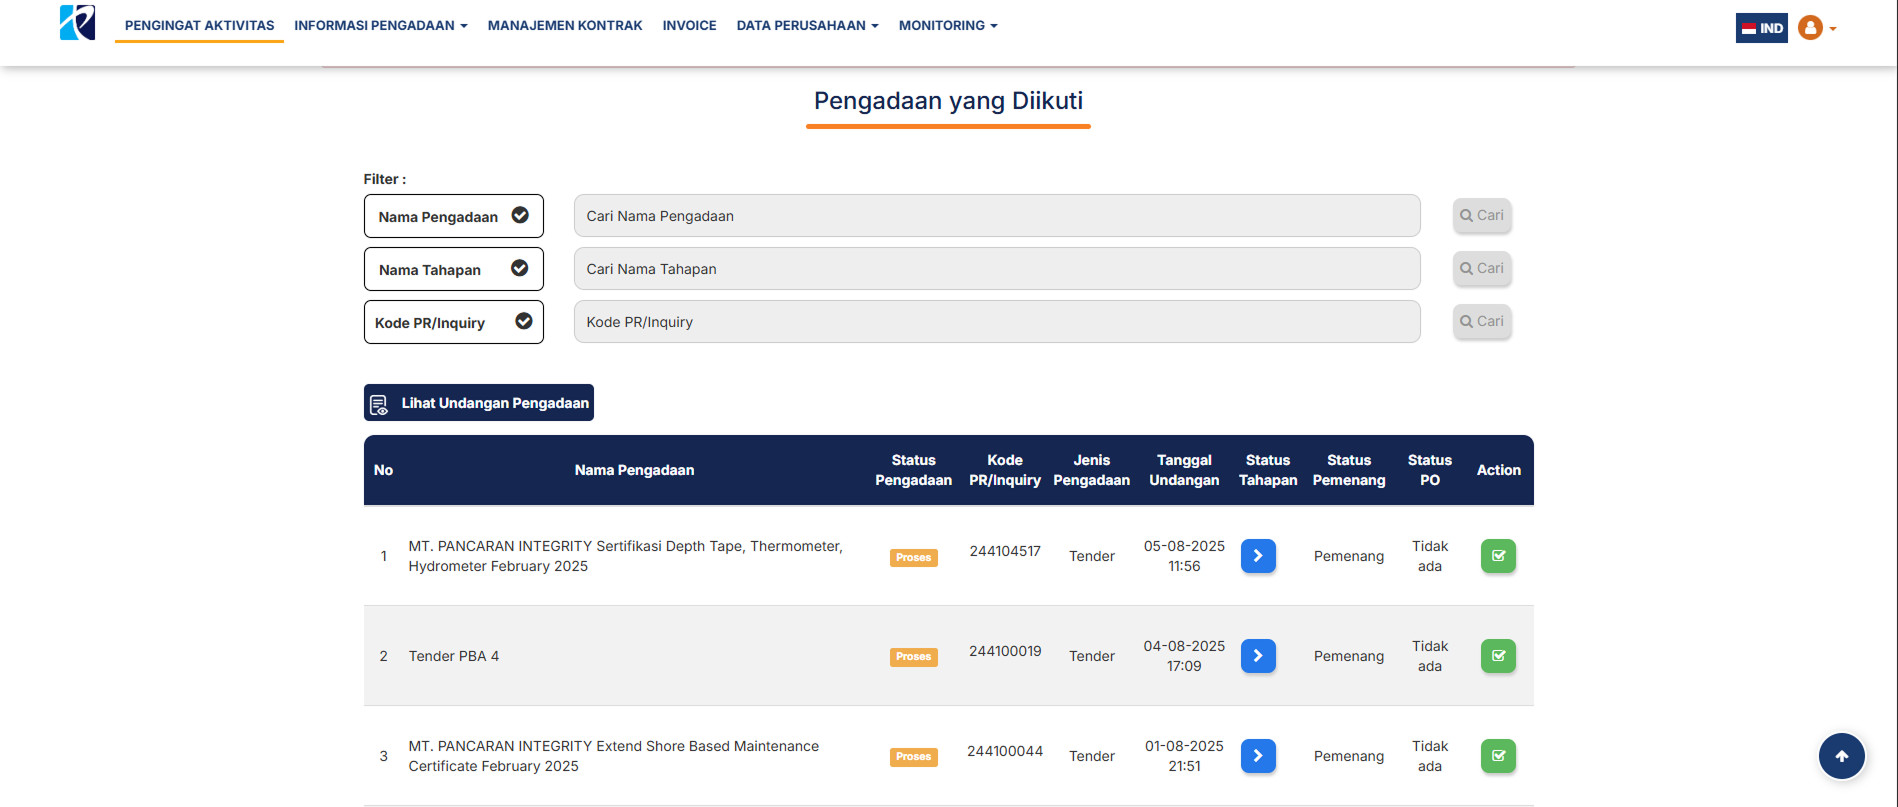 PENGINGAT AKTIVITAS INFORMASI PENGADAAN MANAJEMEN KONTRAK INVOICE DATA PERUSAHAAN MONITORING IND
Pengadaan yang Diikuti
Filter :
Nama Pengadaan Cari Nama Pengadaan Cari
Nama Tahapan Cari Nama Tahapan Cari
Kode PR/Inquiry Kode PR/Inquiry Cari
Lihat Undangan Pengadaan
No Nama Pengadaan Status Pengadaan Kode PR/Inquiry Jenis Pengadaan Tanggal Undangan Status Tahapan Status Pemenang Status PO Action
1 MT. PANCARAN INTEGRITY Sertifikasi Depth Tape, Thermometer,
Hydrometer February 2025 Proses 244104517 Tender 05-08-2025 11:56 Pemenang Tidak ada
2 Tender PBA 4 Proses 244100019 Tender 04-08-2025 17:09 Pemenang Tidak ada
3 MT. PANCARAN INTEGRITY Extend Shore Based Maintenance
Certificate February 2025 Proses 244100044 Tender 01-08-2025 21:51 Pemenang Tidak ada